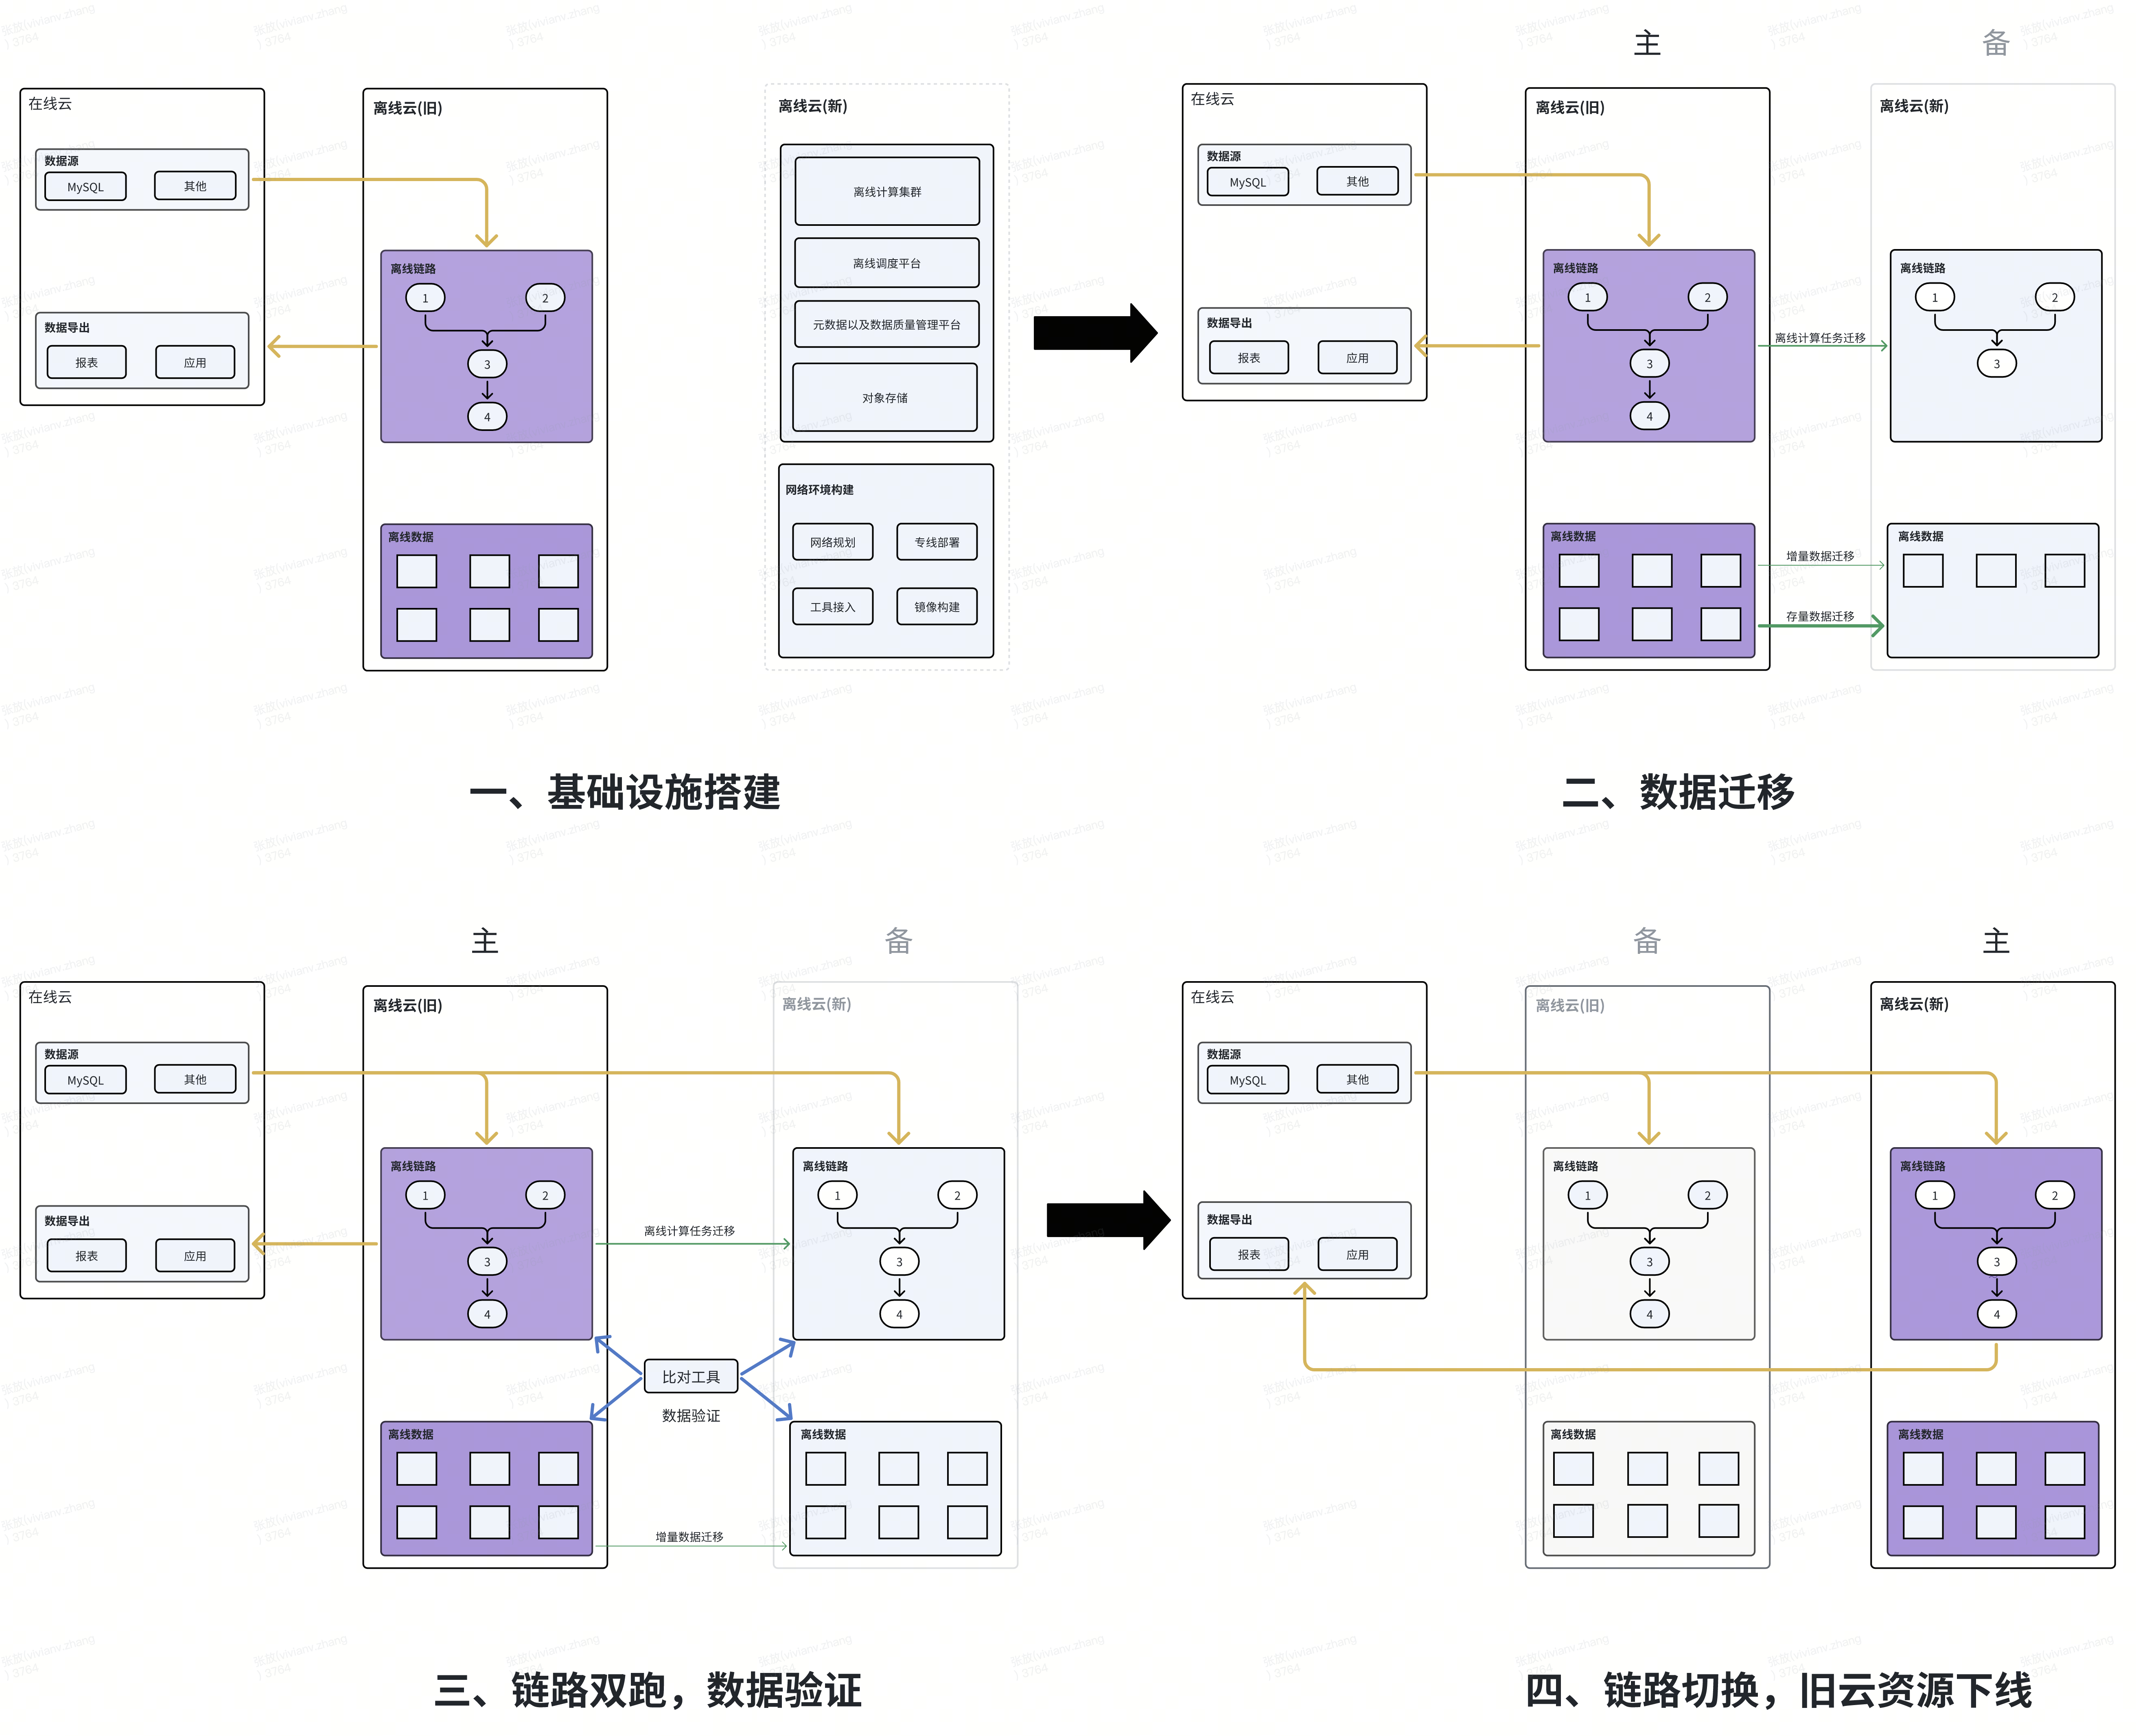 在线云
数据源
MySQL
其他
数据导出
报表
应用
离线云(旧)
离线链路
1
2
3
4
离线数据
离线云(新)
离线计算集群
离线调度平台
元数据以及数据质量管理平台
对象存储
网络环境构建
网络规划
专线部署
工具接入
镜像构建
一、基础设施搭建
主
备
在线云
数据源
MySQL
其他
数据导出
报表
应用
离线云(旧)
离线链路
1
2
3
4
离线数据
离线计算任务迁移
增量数据迁移
存量数据迁移
离线云(新)
离线链路
1
2
3
离线数据
二、数据迁移
主
备
在线云
数据源
MySQL
其他
数据导出
报表
应用
离线云(旧)
离线链路
1
2
3
4
离线数据
离线计算任务迁移
比对工具
数据验证
增量数据迁移
离线云(新)
离线链路
1
2
3
4
离线数据
三、链路双跑，数据验证
备
主
在线云
数据源
MySQL
其他
数据导出
报表
应用
离线云(旧)
离线链路
1
2
3
4
离线数据
离线云(新)
离线链路
1
2
3
4
离线数据
四、链路切换，旧云资源下线